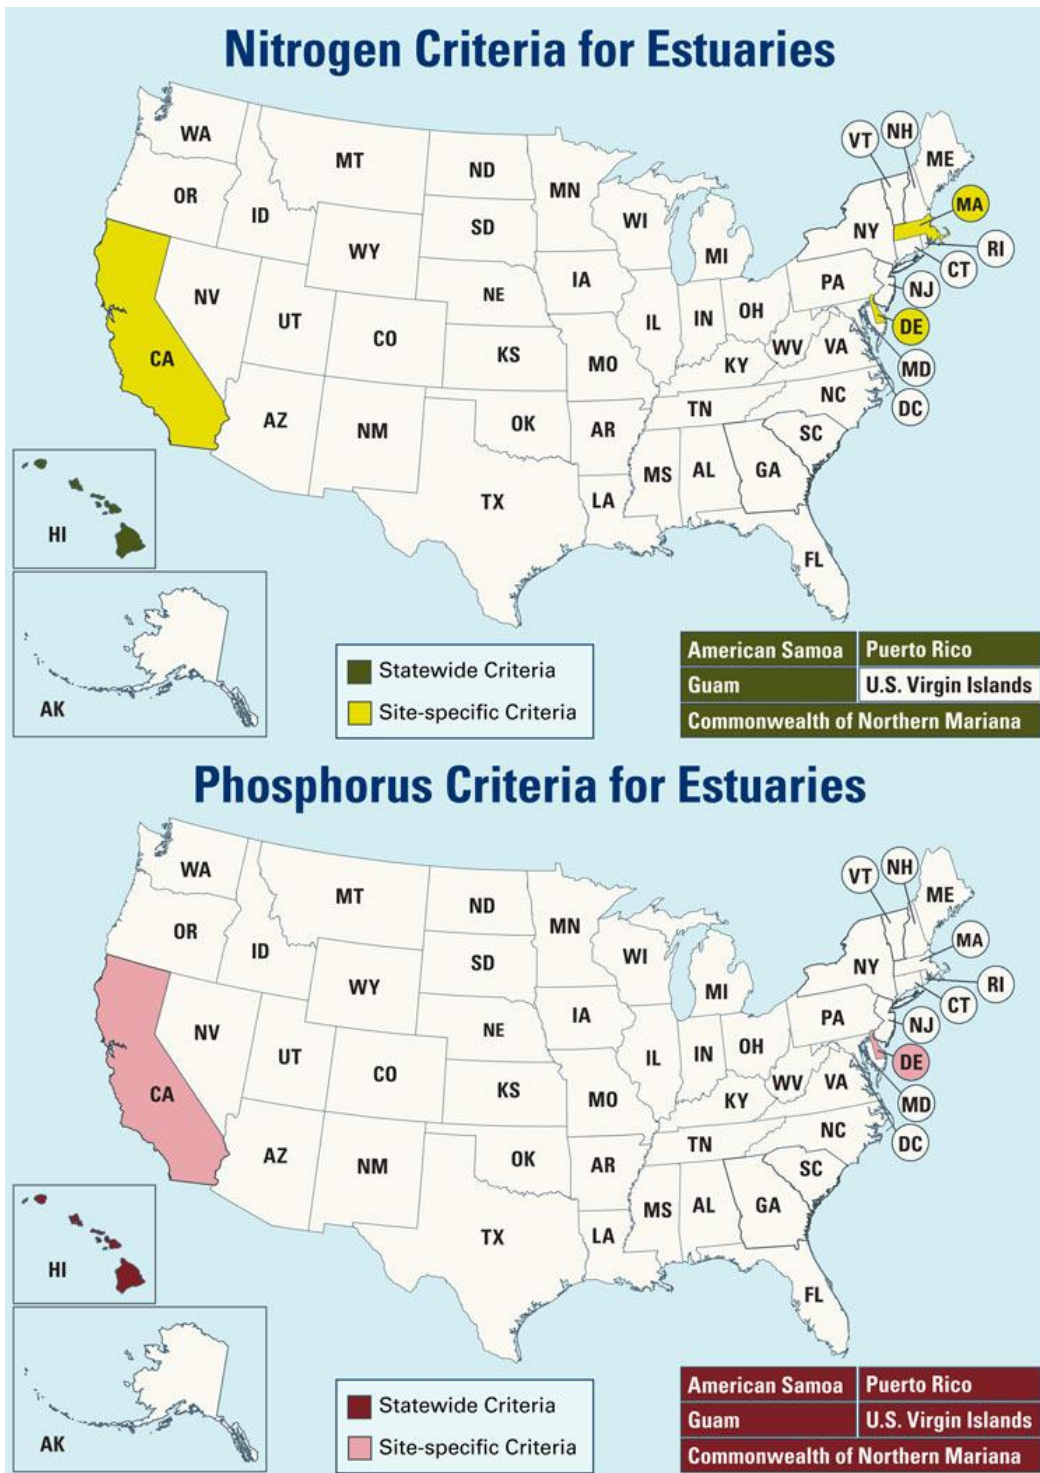 Nitrogen Criteria for Estuaries
WA
MT
ND
MN
VT
NH
ME
OR
ID
SD
WI
MA
WY
MI
NY
RI
CT
NV
NE
IA
PA
NJ
UT
CO
IL
IN
OH
DE
CA
KS
MO
KY
WV
VA
MD
AZ
NM
OK
AR
TN
NC
DC
SC
TX
LA
MS
AL
GA
HI
FL
AK
Statewide Criteria
Site-specific Criteria
American Samoa
Puerto Rico
Guam
U.S. Virgin Islands
Commonwealth of Northern Mariana
Phosphorus Criteria for Estuaries
WA
MT
ND
MN
VT
NH
ME
OR
ID
SD
WI
MA
WY
MI
NY
RI
CT
NV
NE
IA
PA
NJ
UT
CO
IL
IN
OH
DE
CA
KS
MO
KY
WV
VA
MD
AZ
NM
OK
AR
TN
NC
DC
SC
TX
LA
MS
AL
GA
HI
FL
AK
Statewide Criteria
Site-specific Criteria
American Samoa
Puerto Rico
Guam
U.S. Virgin Islands
Commonwealth of Northern Mariana